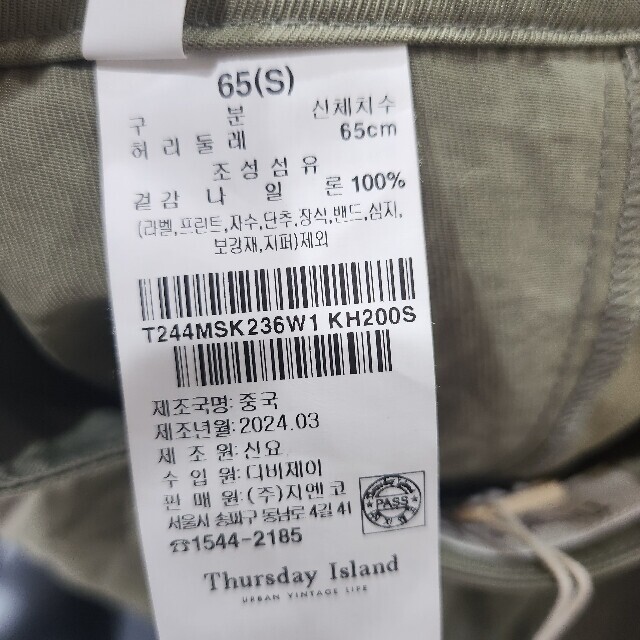 65(S)
구 분 신체치수
허리둘레 65cm
조성섬유
겉감 나일론 100%
(라벨,프린트,자수,단추,장식,밴드,심지,
보강재,지퍼)제외
T244MSK236W1 KH200S
제조국명: 중국
제조년월: 2024.03
제 조 원: 신요
수 입 원: 디비제이
판 매 원: (주)지엔코
서울시 송파구 동남로 4길 41
☎1544-2185
PASS
Thursday Island
URBAN VINTAGE LIFE